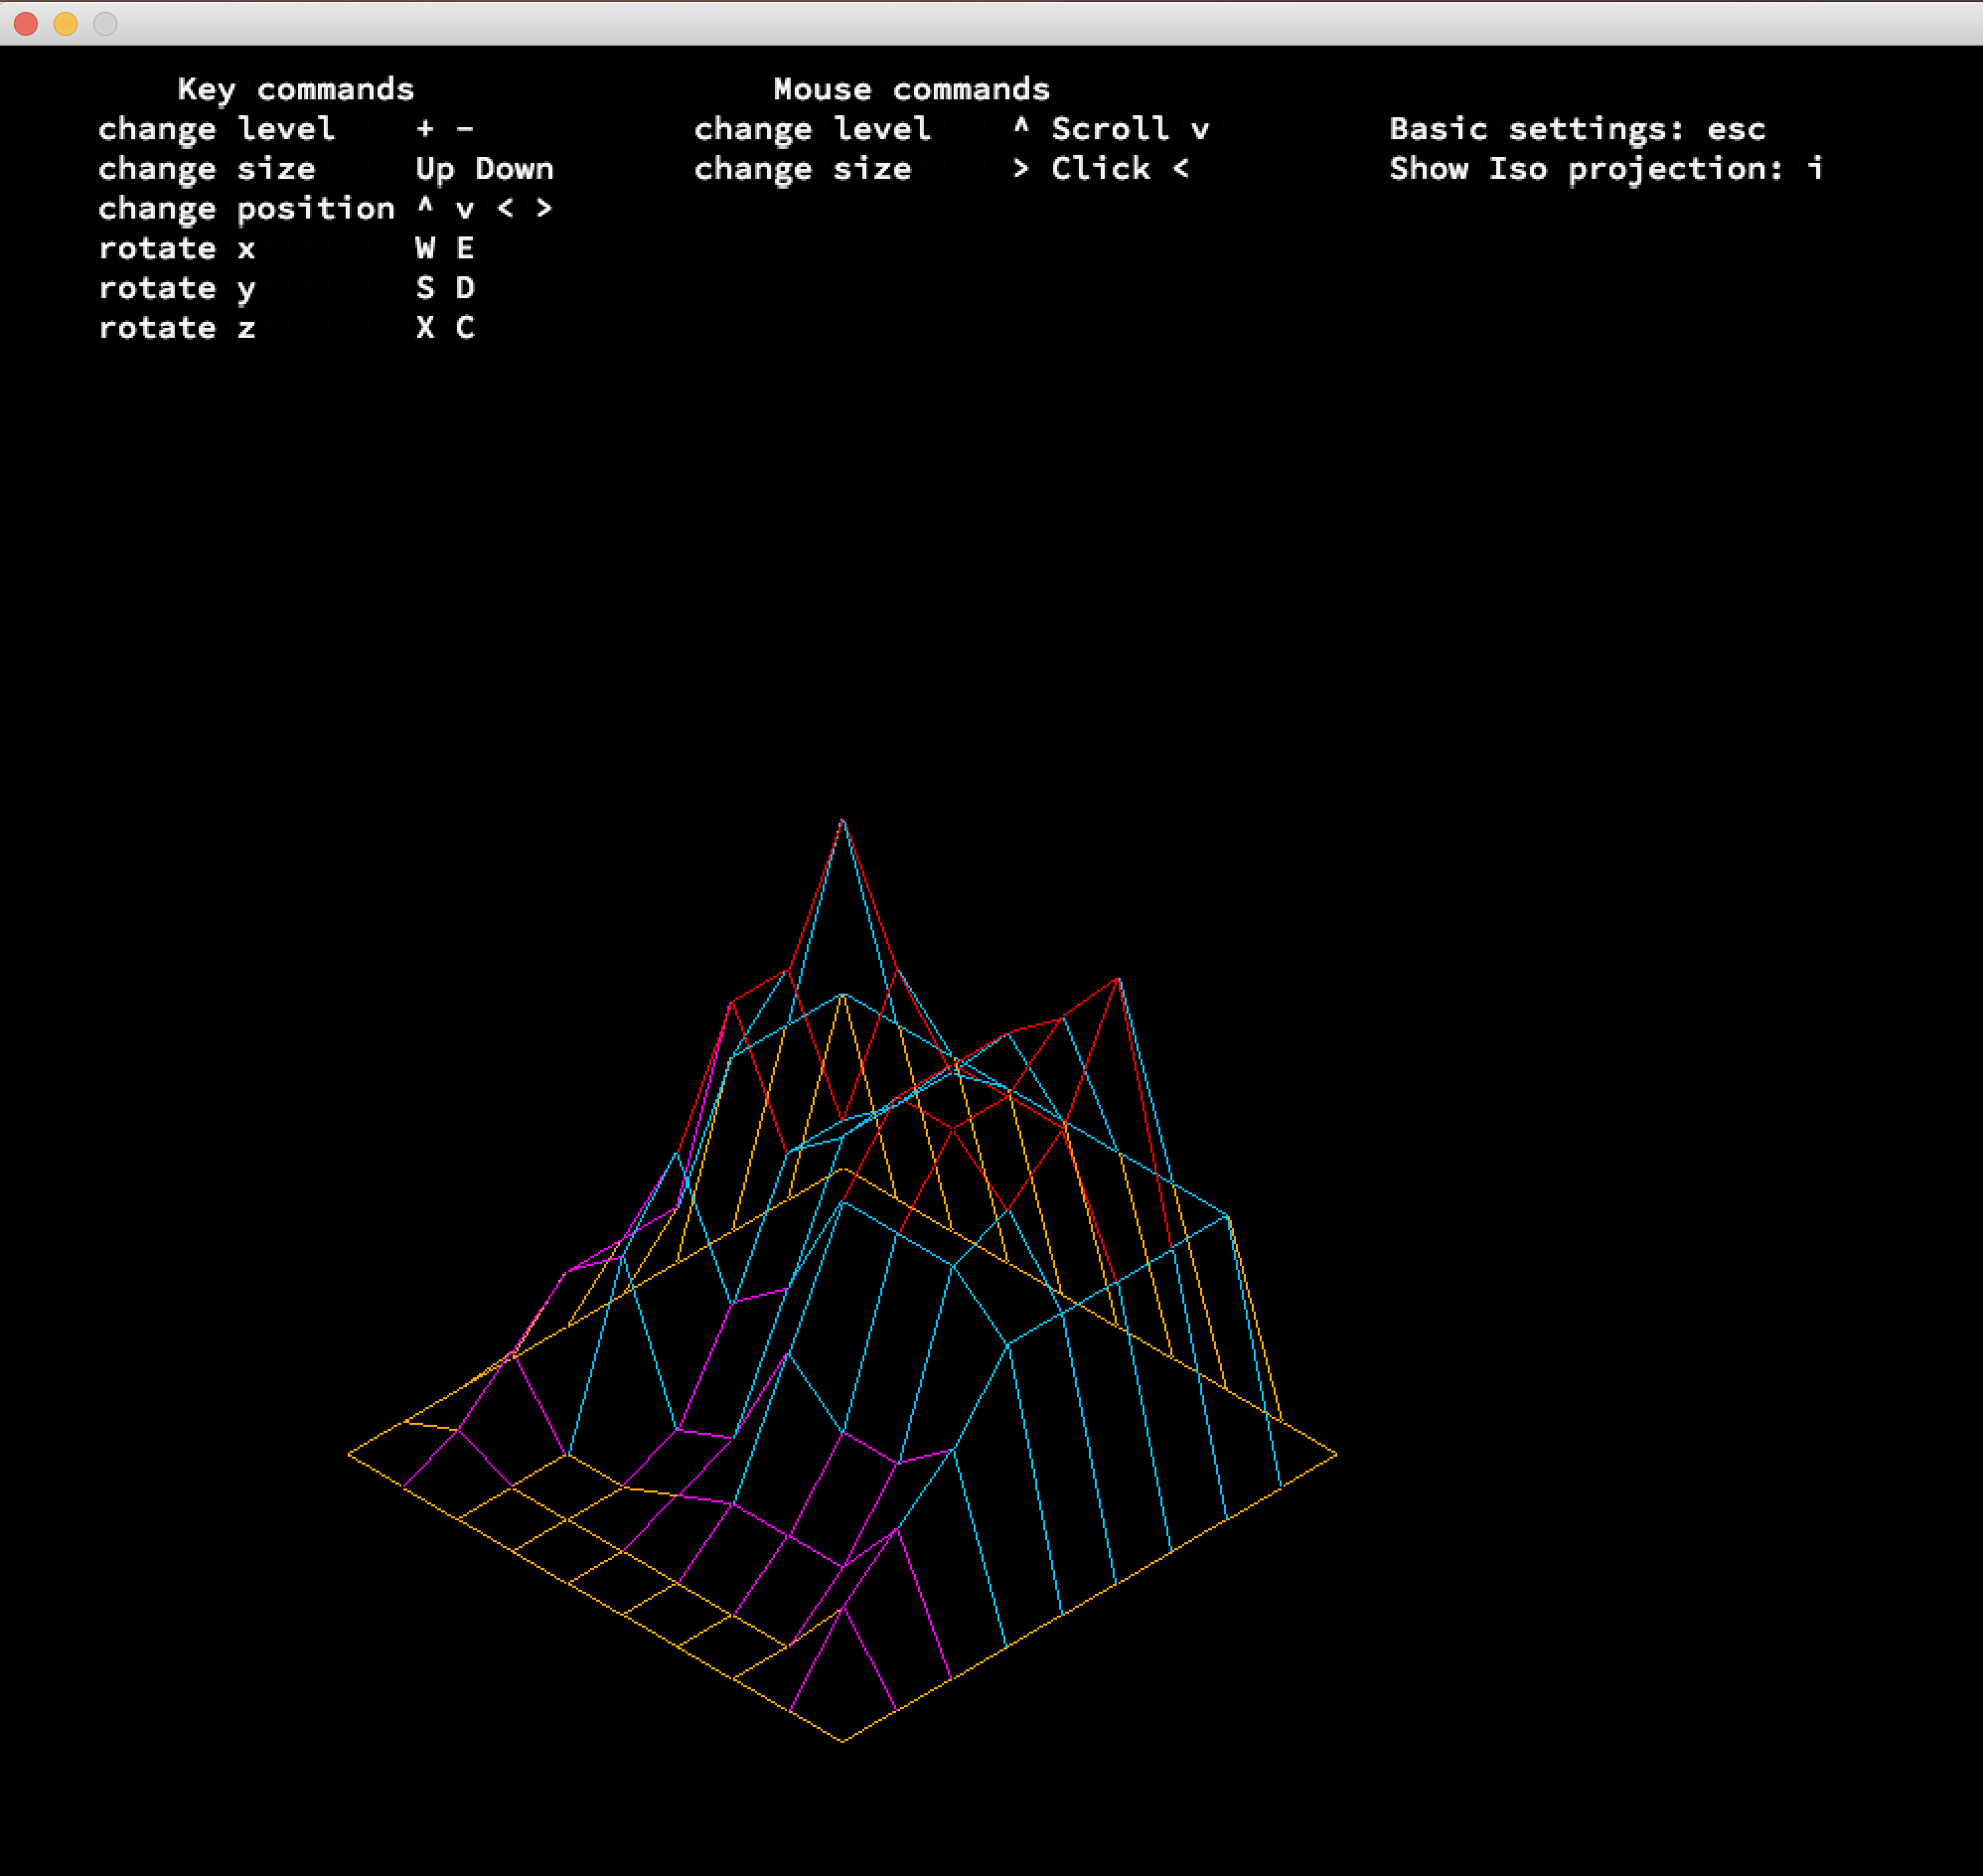 Key commands
change level + -
change size Up Down
change position ^ v < >
rotate x W E
rotate y S D
rotate z X C
Mouse commands
change level ^ Scroll v
change size > Click <
Basic settings: esc
Show Iso projection: i